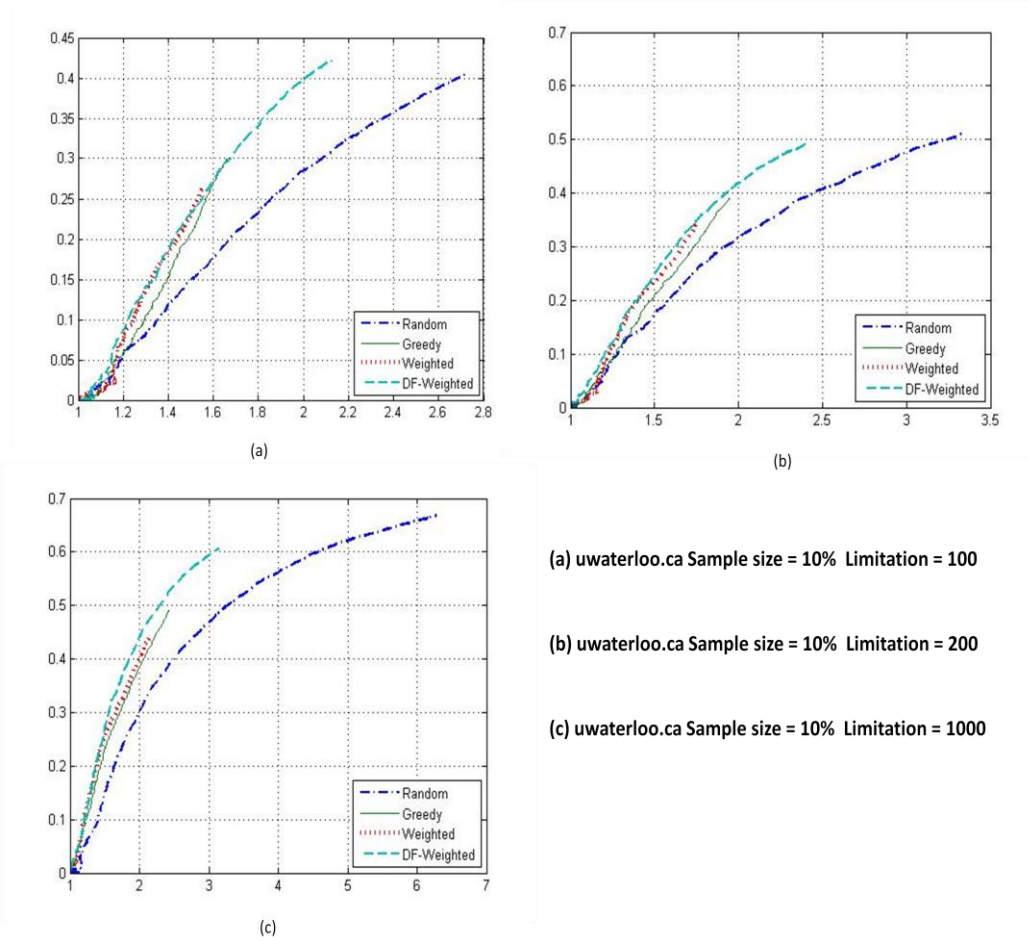 0.45
0.4
0.35
0.3
0.25
0.2
0.15
0.1
0.05
0
1 1.2 1.4 1.6 1.8 2 2.2 2.4 2.6 2.8
Random
Greedy
Weighted
DF-Weighted
(a)
0.7
0.6
0.5
0.4
0.3
0.2
0.1
0
1 1.5 2 2.5 3 3.5
Random
Greedy
Weighted
DF-Weighted
(b)
0.7
0.6
0.5
0.4
0.3
0.2
0.1
0
1 2 3 4 5 6 7
Random
Greedy
Weighted
DF-Weighted
(c)
(a) uwaterloo.ca Sample size = 10% Limitation = 100
(b) uwaterloo.ca Sample size = 10% Limitation = 200
(c) uwaterloo.ca Sample size = 10% Limitation = 1000